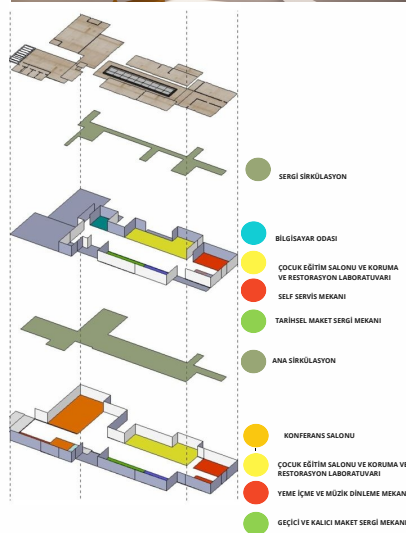 SERGİ SİRKÜLASYON
BİLGİSAYAR ODASI
ÇOCUK EĞİTİM SALONU VE KORUMA
VE RESTORASYON LABORATUVARI
SELF SERVİS MEKANI
TARİHSEL MAKET SERGİ MEKANI
ANA SİRKÜLASYON
KONFERANS SALONU
ÇOCUK EĞİTİM SALONU VE KORUMA VE
RESTORASYON LABORATUVARI
YEME İÇME VE MÜZİK DİNLEME MEKAN
GEÇİCİ VE KALICI MAKET SERGİ MEKANI